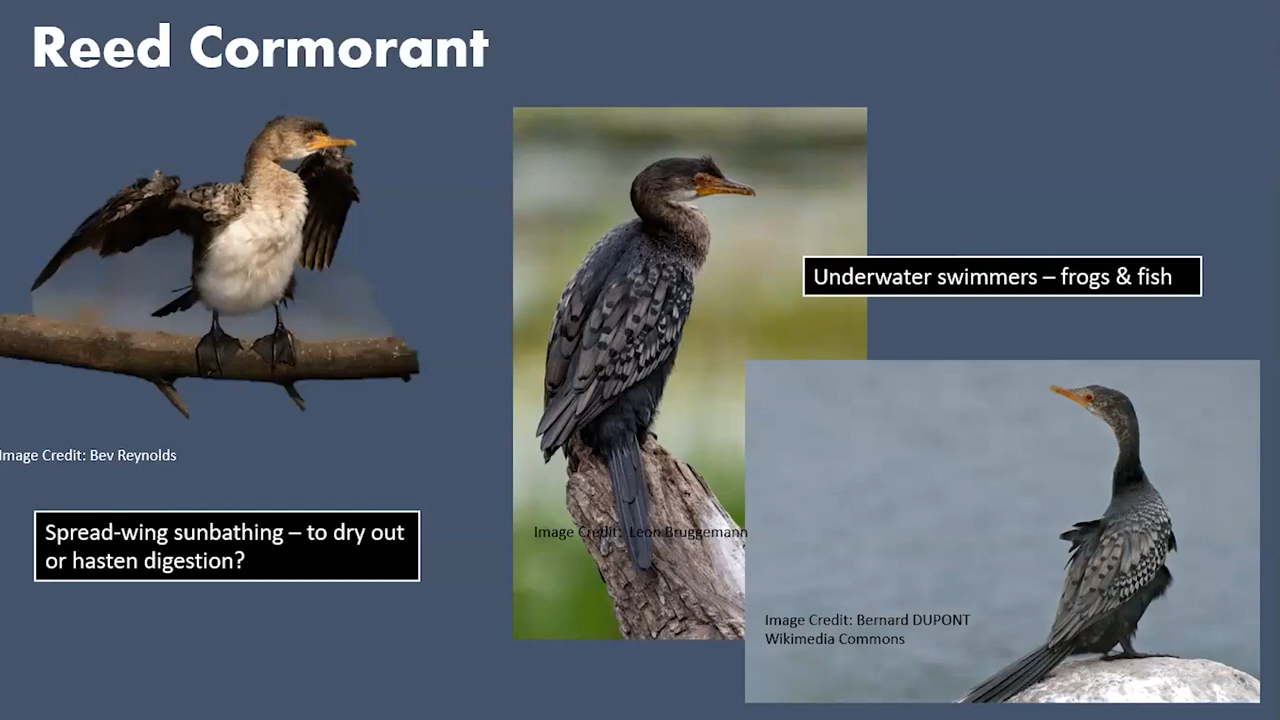 Reed Cormorant
Underwater swimmers – frogs & fish
Image Credit: Bev Reynolds
Spread-wing sunbathing – to dry out
or hasten digestion?
Image Credit: Leon Bruggemann
Image Credit: Bernard DUPONT
Wikimedia Commons